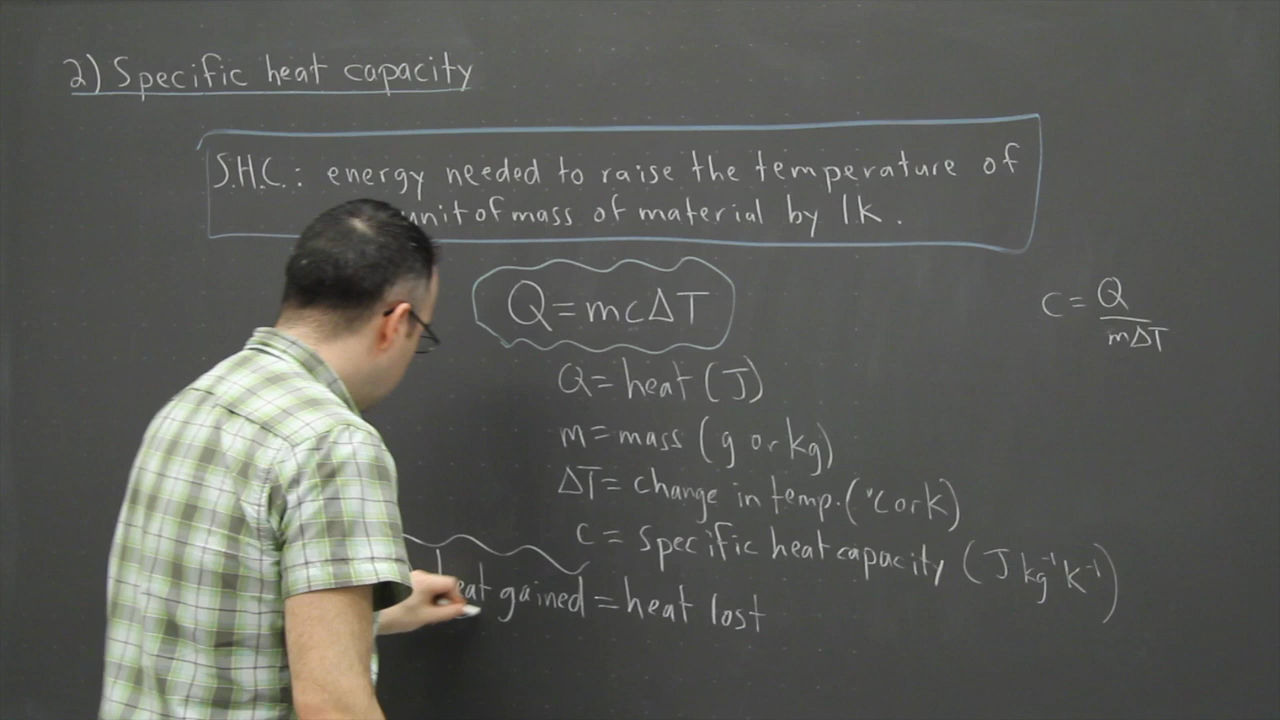 2) Specific heat capacity
S.H.C.: energy needed to raise the temperature of
unit of mass of material by 1k.
Q=mcΔT
C = Q / mΔT
Q = heat (J)
m = mass (g or kg)
ΔT = change in temp. (°C or K)
C = specific heat capacity (J kg⁻¹ K⁻¹)
heat gained = heat lost